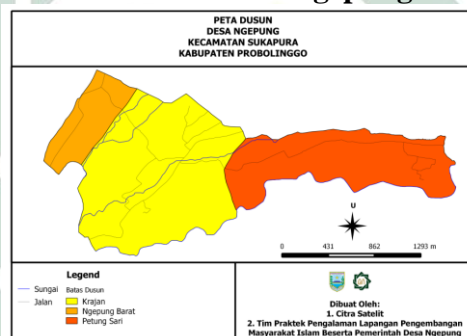 PETA DUSUN
DESA NGEPUNG
KECAMATAN SUKAPURA
KABUPATEN PROBOLINGGO
U
0 431 862 1293 m
Legend
Sungai
Jalan
Batas Dusun
Krajan
Ngepung Barat
Petung Sari
Dibuat Oleh:
1. Citra Satelit
2. Tim Praktek Pengalaman Lapangan Pengembangan
Masyarakat Islam Beserta Pemerintah Desa Ngepung